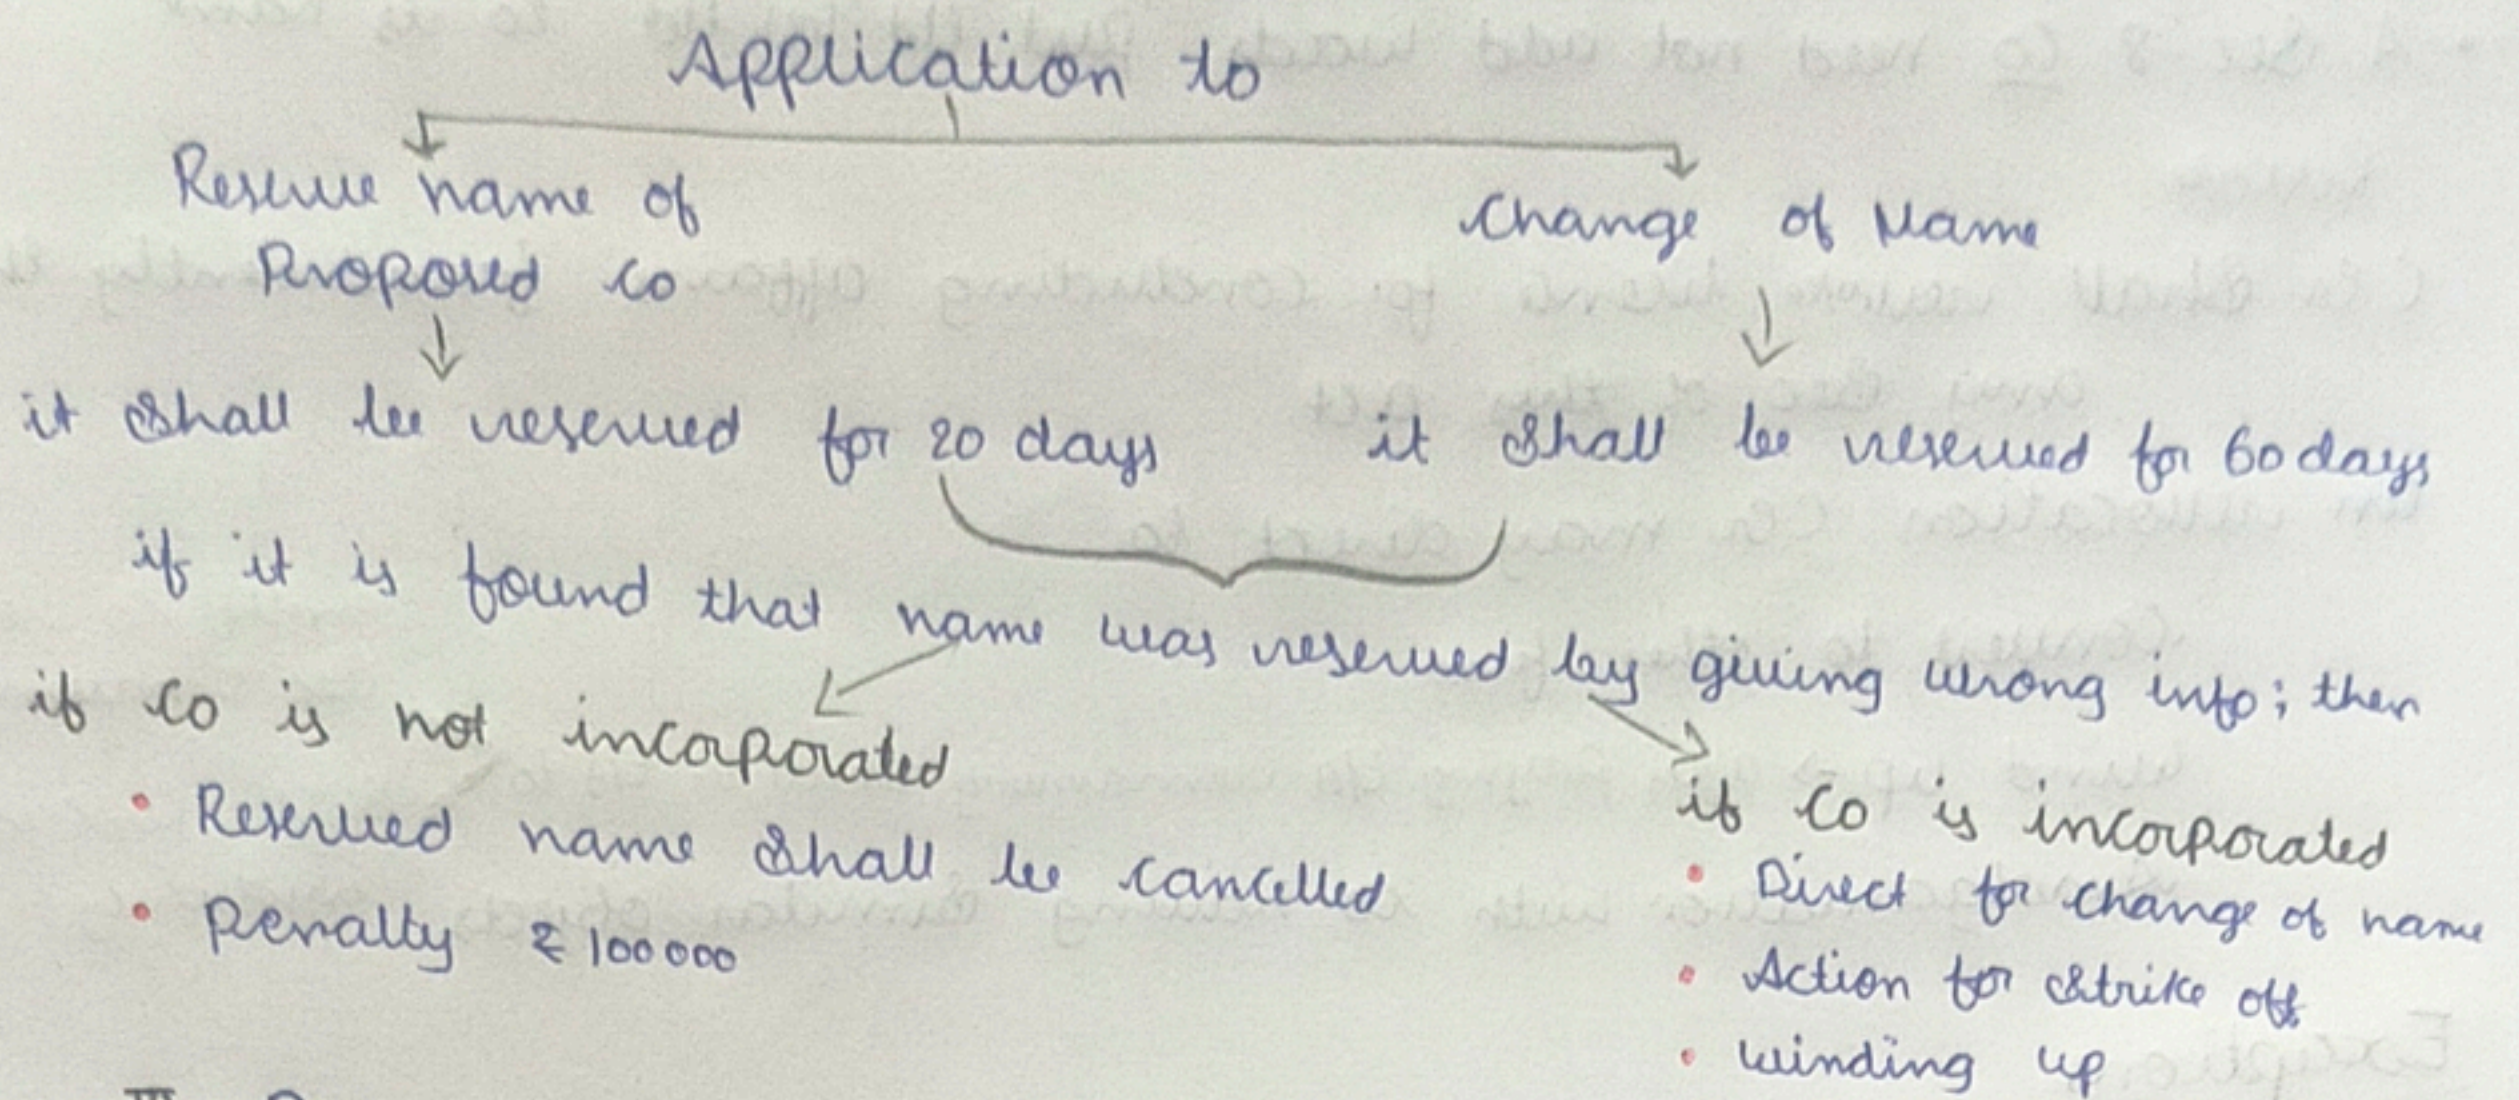 Application to
Reserve name of
Proposed co
Change of Name
it shall be reserved for 20 days
it shall be reserved for 60 days
if it is found that name was reserved by giving wrong info; then
if co is not incorporated
• Reserved name shall be cancelled
• Penalty ₹ 100000
if co is incorporated
• Direct for change of name
• Action for strike off
• winding up